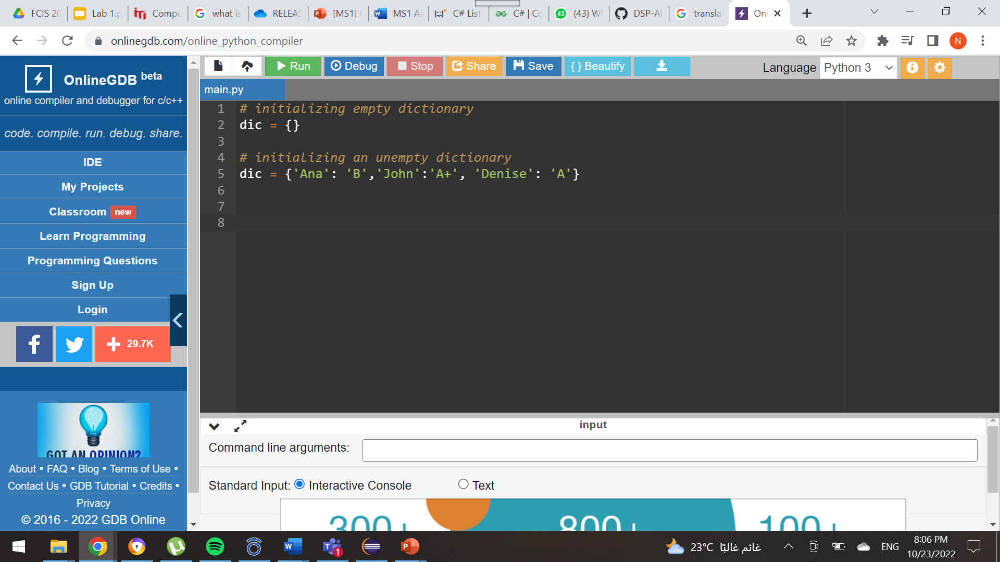 FCIS 20
Lab 1.p
Compu
what is
RELEAS
[MS1]
MS1 A
C# List
C# | Co
(43) W
DSP-Al
transla
Onl
onlinegdb.com/online_python_compiler
N
OnlineGDB beta
online compiler and debugger for c/c++
code. compile. run. debug. share.
IDE
My Projects
Classroom new
Learn Programming
Programming Questions
Sign Up
Login
29.7K
idea
GOT AN OPINION?
About • FAQ • Blog • Terms of Use •
Contact Us • GDB Tutorial • Credits •
Privacy
© 2016 - 2022 GDB Online
Run Debug Stop Share Save { } Beautify
Language Python 3
main.py
1 # initializing empty dictionary
2 dic = {}
3
4 # initializing an unempty dictionary
5 dic = {'Ana': 'B','John':'A+', 'Denise': 'A'}
6
7
8
input
Command line arguments:
Standard Input: Interactive Console Text
300+ 800+ 100+
23°C غائم غالبًا
ENG
8:06 PM
10/23/2022